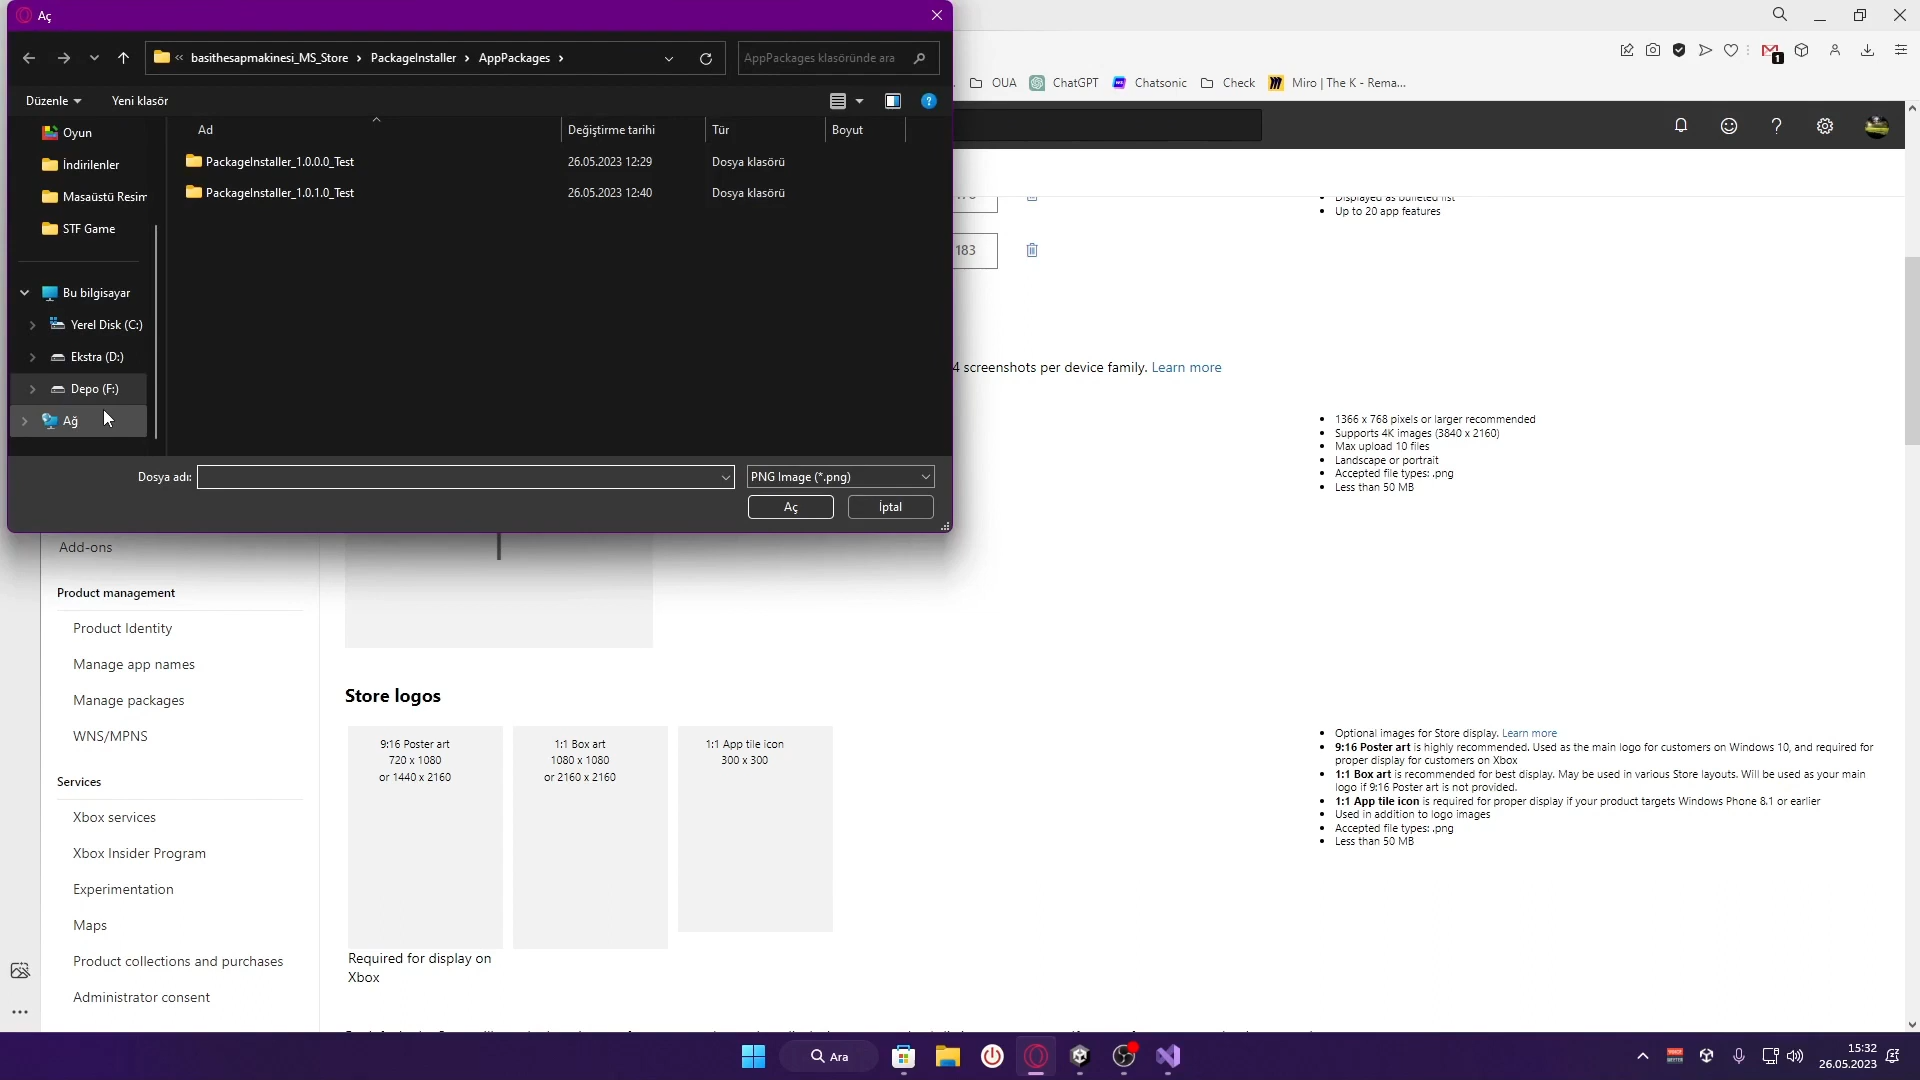 Aç
basithesapmakinesi_MS_Store
PackageInstaller
AppPackages
AppPackages klasöründe ara
Düzenle
Yeni klasör
Ad
Değiştirme tarihi
Tür
Boyut
PackageInstaller_1.0.0.0_Test
26.05.2023 12:29
Dosya klasörü
PackageInstaller_1.0.1.0_Test
26.05.2023 12:40
Dosya klasörü
Oyun
İndirilenler
Masaüstü Resim
STF Game
Bu bilgisayar
Yerel Disk (C:)
Ekstra (D:)
Depo (F:)
Ağ
Dosya adı:
PNG Image (*.png)
Aç
İptal
1
OUA
ChatGPT
Chatsonic
Check
Miro | The K - Rema...
Displayed as bulleted list
Up to 20 app features
183
4 screenshots per device family. Learn more
1366 x 768 pixels or larger recommended
Supports 4K images (3840 x 2160)
Max upload 10 files
Landscape or portrait
Accepted file types: .png
Less than 50 MB
Add-ons
Product management
Product Identity
Manage app names
Manage packages
WNS/MPNS
Services
Xbox services
Xbox Insider Program
Experimentation
Maps
Product collections and purchases
Administrator consent
Store logos
9:16 Poster art
720 x 1080
or 1440 x 2160
1:1 Box art
1080 x 1080
or 2160 x 2160
1:1 App tile icon
300 x 300
Required for display on
Xbox
Optional images for Store display. Learn more
9:16 Poster art is highly recommended. Used as the main logo for customers on Windows 10, and required for
proper display for customers on Xbox
1:1 Box art is recommended for best display. May be used in various Store layouts. Will be used as your main
logo if 9:16 Poster art is not provided.
1:1 App tile icon is required for proper display if your product targets Windows Phone 8.1 or earlier
Used in addition to logo images
Accepted file types: .png
Less than 50 MB
Ara
15:32
26.05.2023